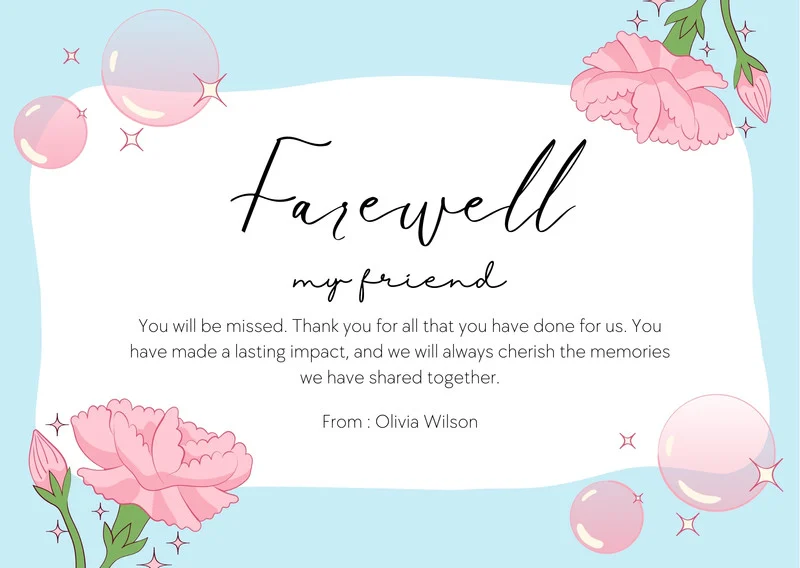 Farewell
my friend
You will be missed. Thank you for all that you have done for us. You
have made a lasting impact, and we will always cherish the memories
we have shared together.
From : Olivia Wilson